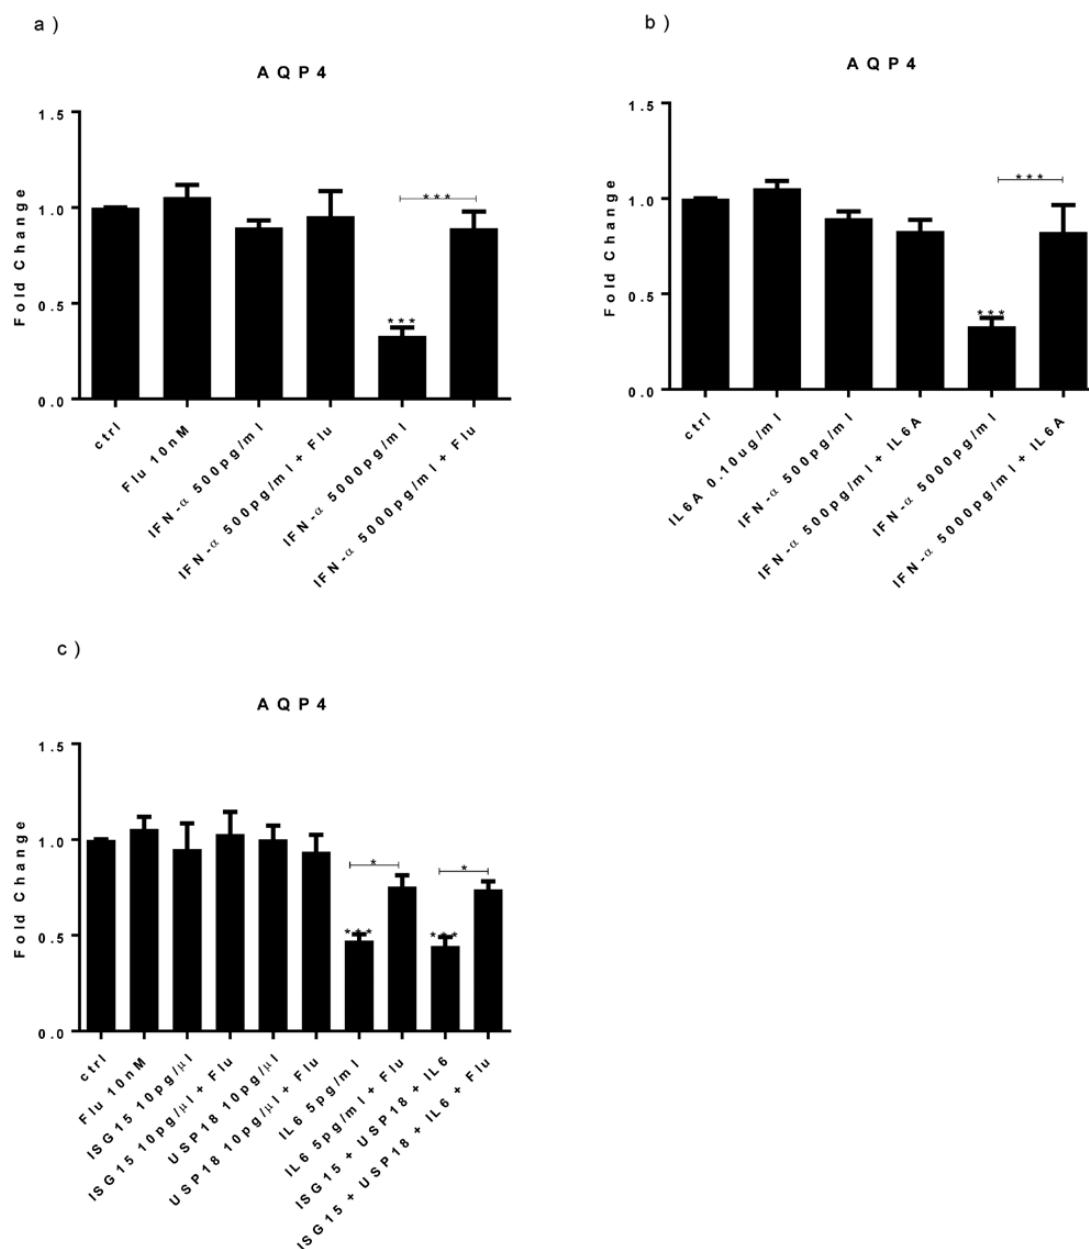 a )
A Q P 4
Fold Change
1.5
1.0
0.5
0.0
***
***
ctrl
Flu 10nM
IFN-α 500pg/ml
IFN-α 500pg/ml + Flu
IFN-α 5000pg/ml
IFN-α 5000pg/ml + Flu
b )
A Q P 4
Fold Change
1.5
1.0
0.5
0.0
***
***
ctrl
IL6A 0.10ug/ml
IFN-α 500pg/ml
IFN-α 500pg/ml + IL6A
IFN-α 5000pg/ml
IFN-α 5000pg/ml + IL6A
c )
A Q P 4
Fold Change
1.5
1.0
0.5
0.0
*
*
***
***
ctrl
Flu 10nM
ISG15 10pg/μl
ISG15 10pg/μl + Flu
USP18 10pg/μl
USP18 10pg/μl + Flu
IL6 5pg/ml
IL6 5pg/ml + Flu
ISG15 + USP18 + IL6
ISG15 + USP18 + IL6 + Flu